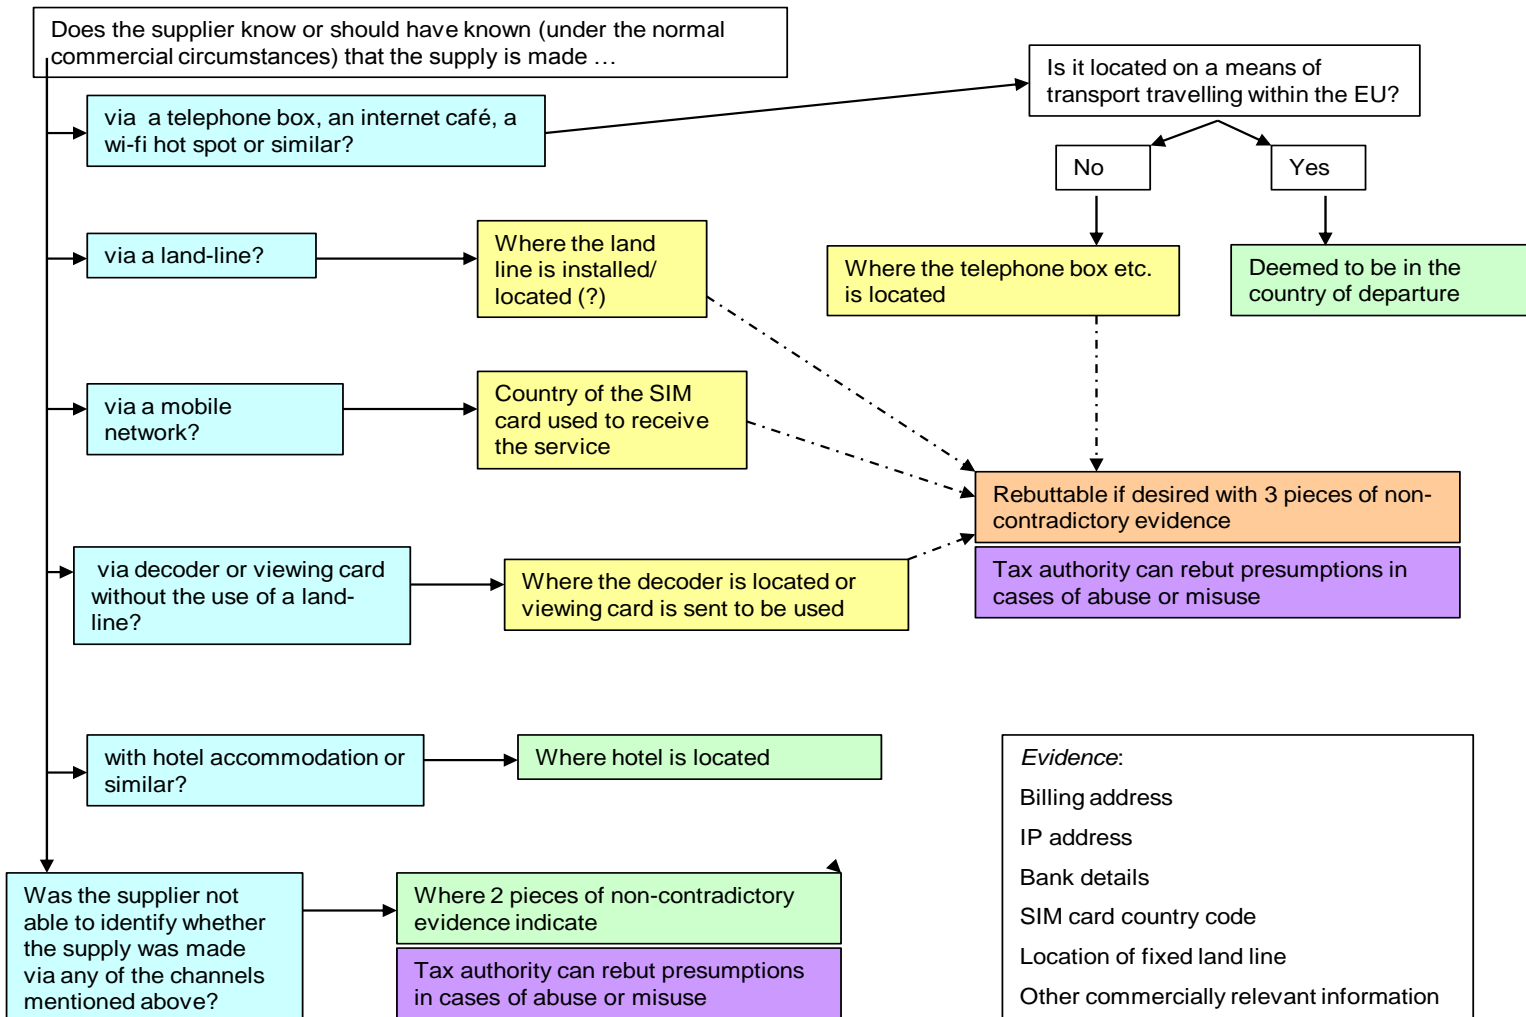 Does the supplier know or should have known (under the normal
commercial circumstances) that the supply is made …
Is it located on a means of
transport travelling within the EU?
via  a telephone box, an internet café, a
wi-fi hot spot or similar?
No
Yes
via a land-line?
Where the land
line is installed/
located (?)
Where the telephone box etc.
is located
Deemed to be in the
country of departure
via a mobile
network?
Country of the SIM
card used to receive
the service
Rebuttable if desired with 3 pieces of non-
contradictory evidence
Tax authority can rebut presumptions in
cases of abuse or misuse
via decoder or viewing card
without the use of a land-
line?
Where the decoder is located or
viewing card is sent to be used
with hotel accommodation or
similar?
Where hotel is located
Evidence:
Billing address
IP address
Bank details
SIM card country code
Location of fixed land line
Other commercially relevant information
Was the supplier not
able to identify whether
the supply was made
via any of the channels
mentioned above?
Where 2 pieces of non-contradictory
evidence indicate
Tax authority can rebut presumptions
in cases of abuse or misuse